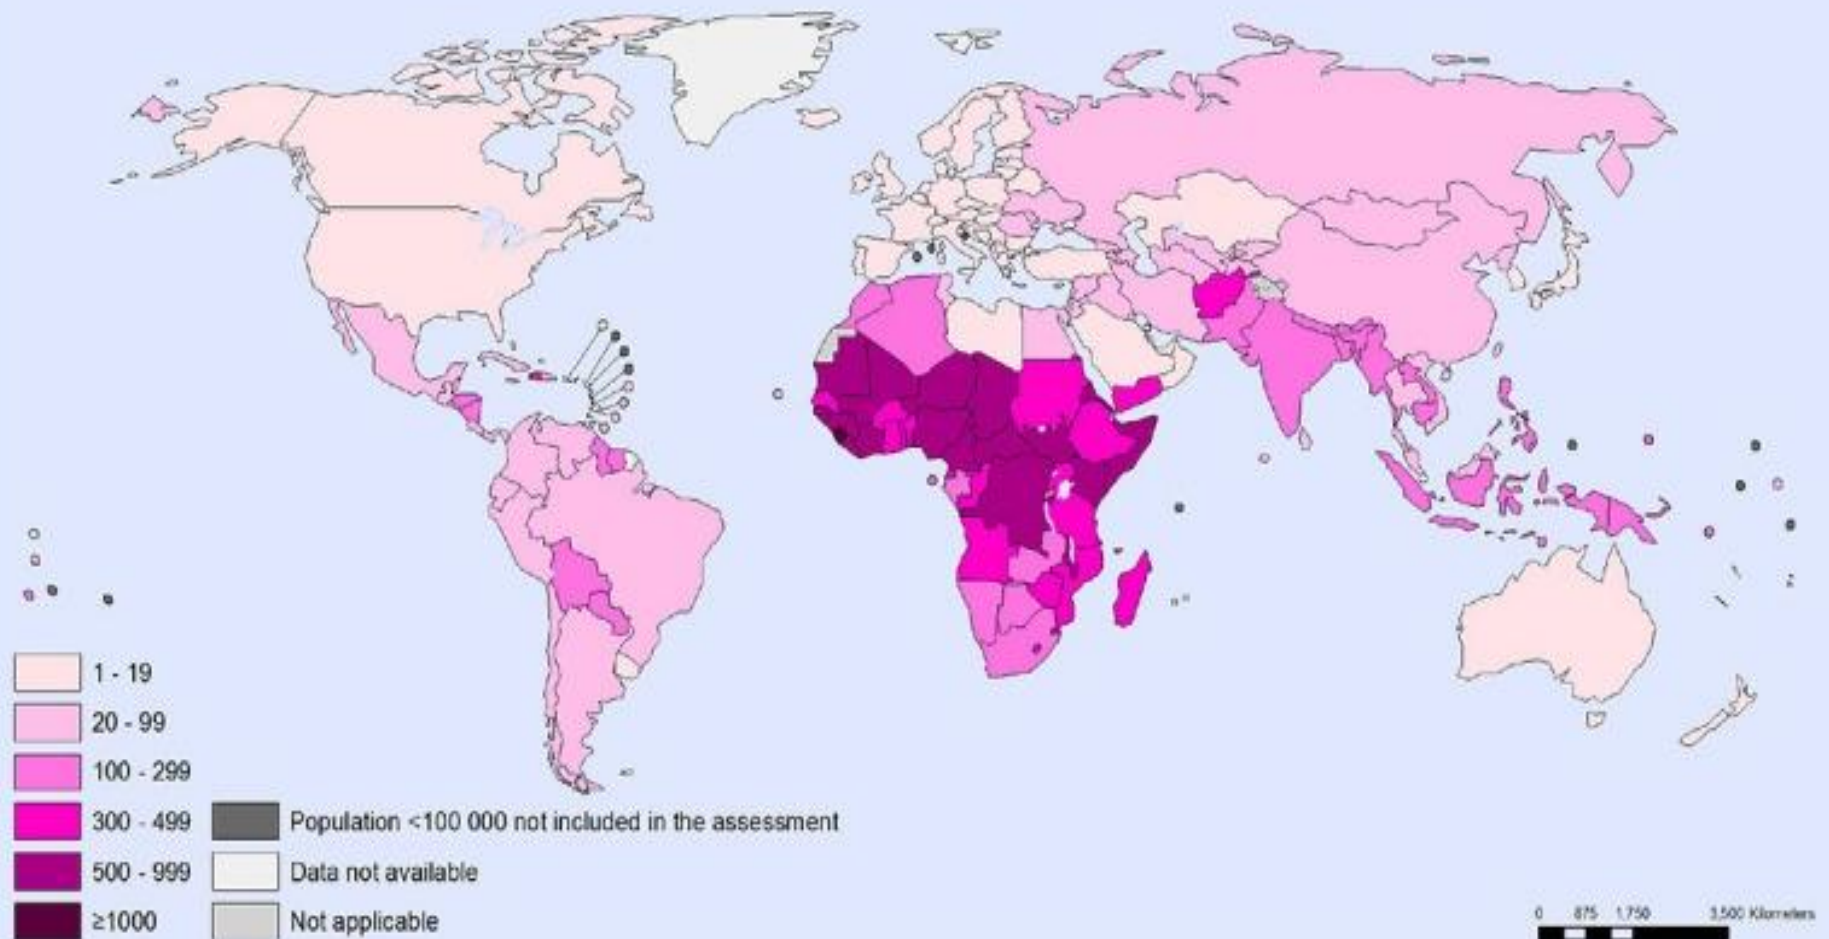 1 - 19
20 - 99
100 - 299
300 - 499
Population <100 000 not included in the assessment
500 - 999
Data not available
≥1000
Not applicable
0 875 1,750 3,500 Kilometers